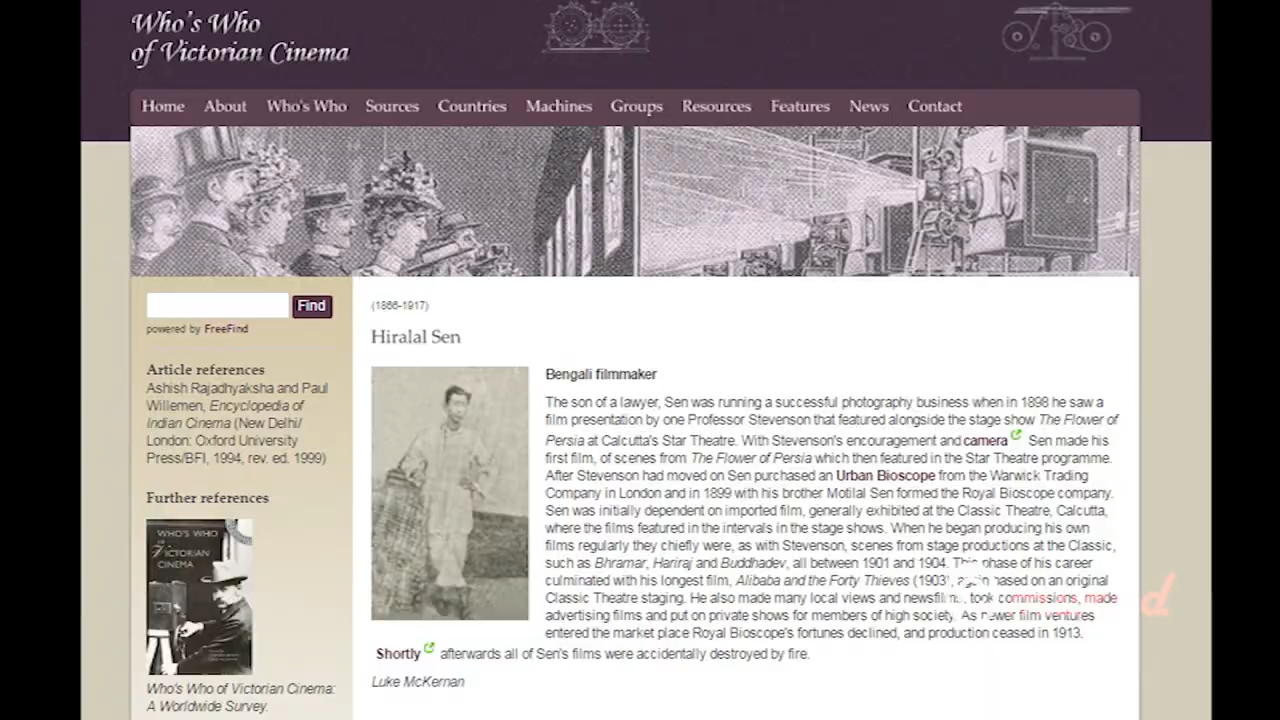 Who's Who
of Victorian Cinema
Home About Who's Who Sources Countries Machines Groups Resources Features News Contact
Find
powered by FreeFind
Article references
Ashish Rajadhyaksha and Paul
Willemen, Encyclopedia of
Indian Cinema (New Delhi/
London: Oxford University
Press/BFI, 1994, rev. ed. 1999)
Further references
WHO'S WHO
OF
VICTORIAN
CINEMA
Who's Who of Victorian Cinema:
A Worldwide Survey.
(1866-1917)
Hiralal Sen
Bengali filmmaker
The son of a lawyer, Sen was running a successful photography business when in 1898 he saw a
film presentation by one Professor Stevenson that featured alongside the stage show The Flower of
Persia at Calcutta's Star Theatre. With Stevenson's encouragement and camera Sen made his
first film, of scenes from The Flower of Persia which then featured in the Star Theatre programme.
After Stevenson had moved on Sen purchased an Urban Bioscope from the Warwick Trading
Company in London and in 1899 with his brother Motilal Sen formed the Royal Bioscope company.
Sen was initially dependent on imported film, generally exhibited at the Classic Theatre, Calcutta,
where the films featured in the intervals in the stage shows. When he began producing his own
films regularly they chiefly were, as with Stevenson, scenes from stage productions at the Classic,
such as Bhramar, Hariraj and Buddhadev, all between 1901 and 1904. This phase of his career
culminated with his longest film, Alibaba and the Forty Thieves (1903), again based on an original
Classic Theatre staging. He also made many local views and newsfilms, took commissions, made
advertising films and put on private shows for members of high society. As newer film ventures
entered the market place Royal Bioscope's fortunes declined, and production ceased in 1913.
Shortly afterwards all of Sen's films were accidentally destroyed by fire.
Luke McKernan
d